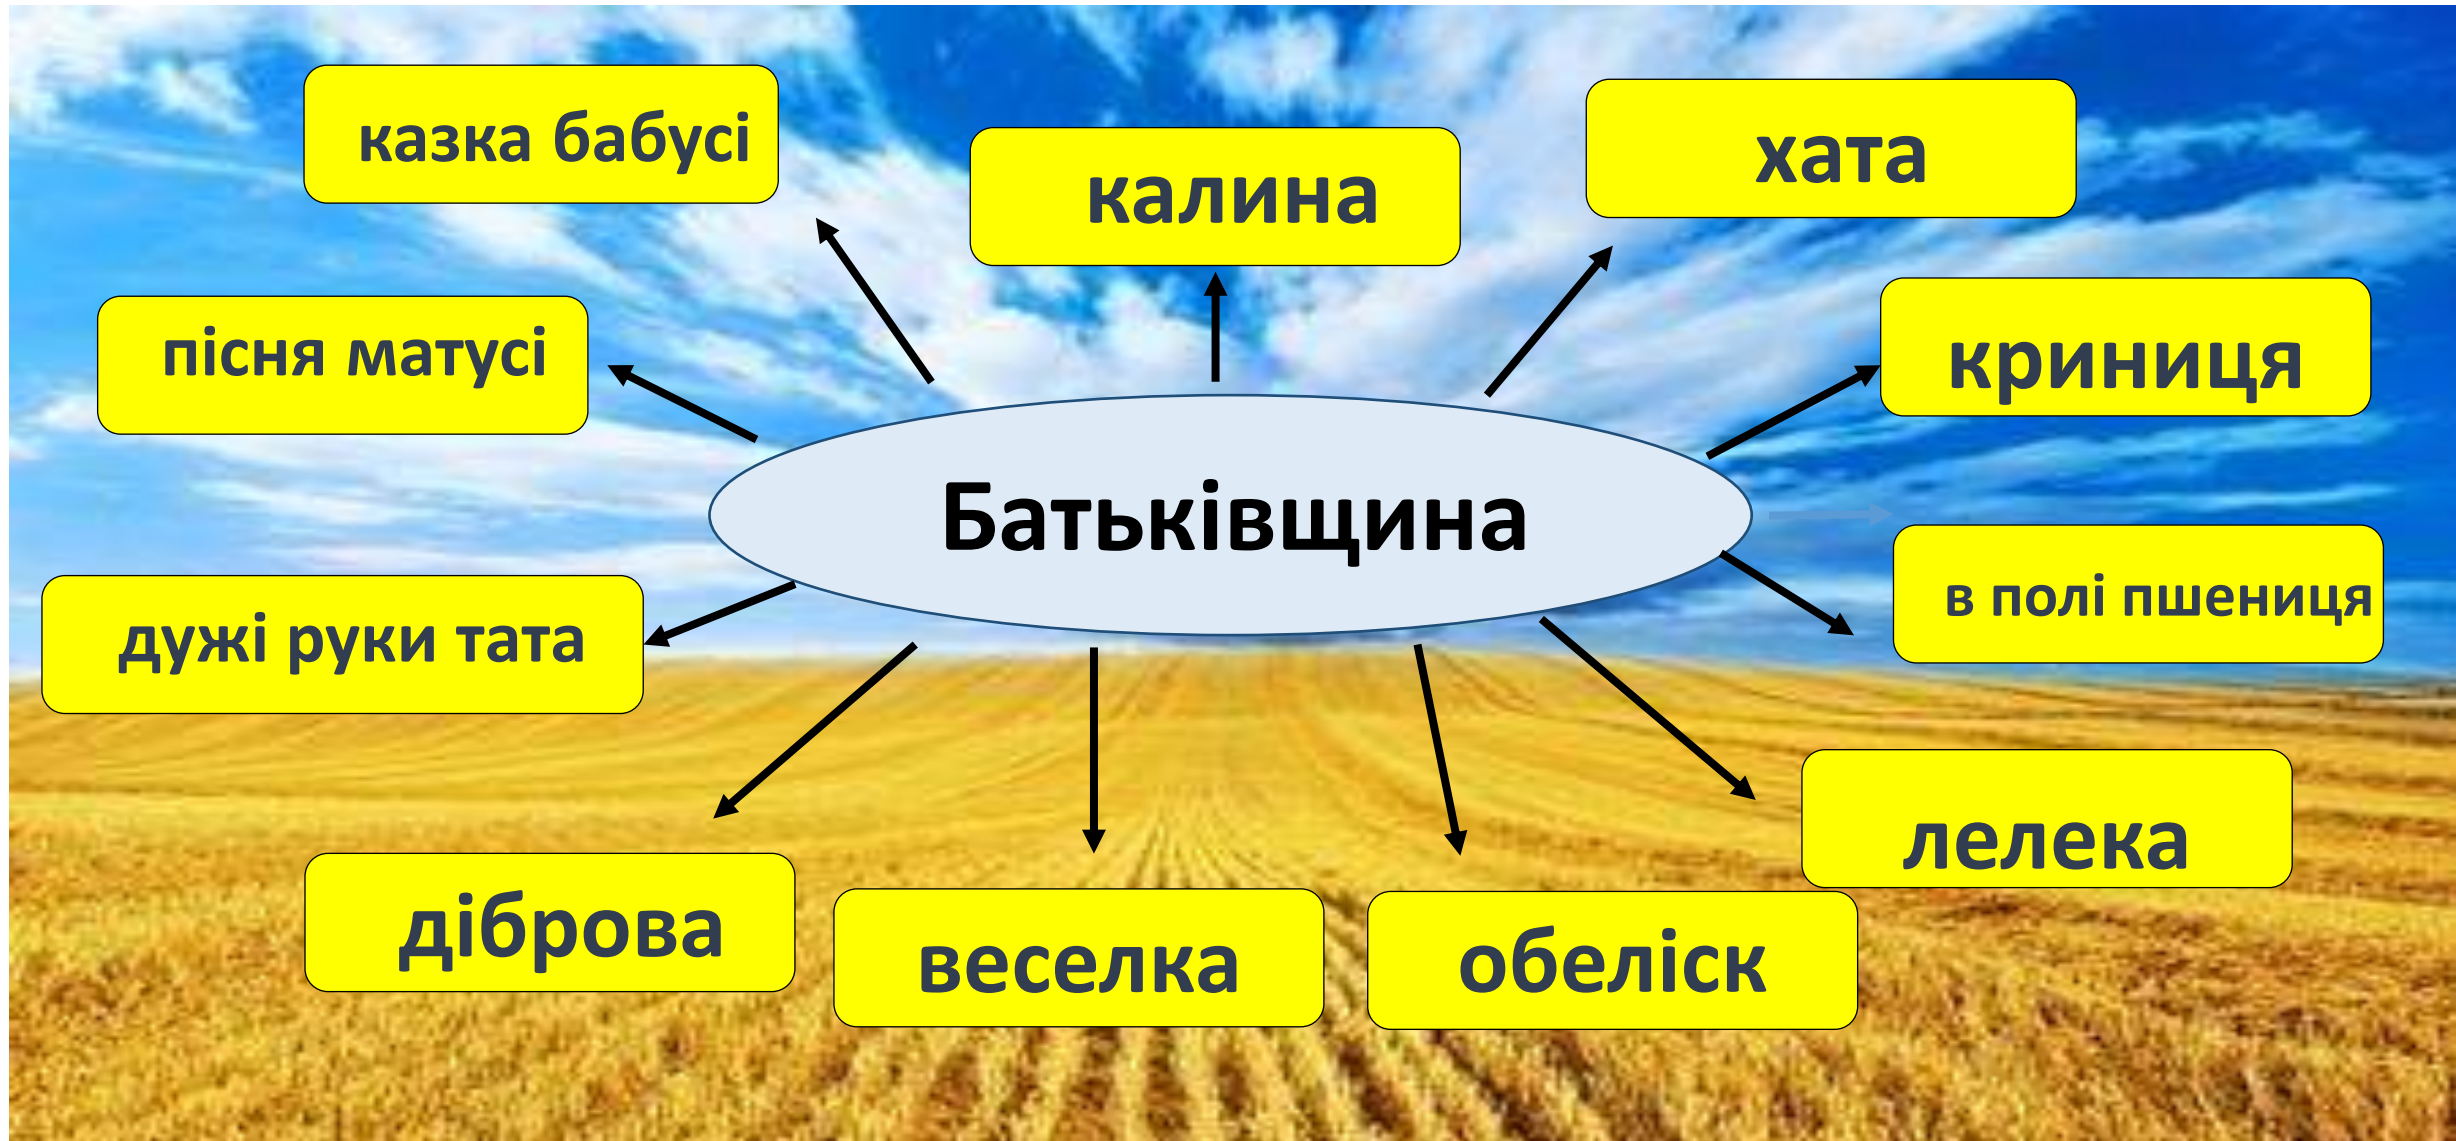 казка бабусі
калина
хата
пісня матусі
криниця
Батьківщина
в полі пшениця
дужі руки тата
лелека
діброва
веселка
обеліск